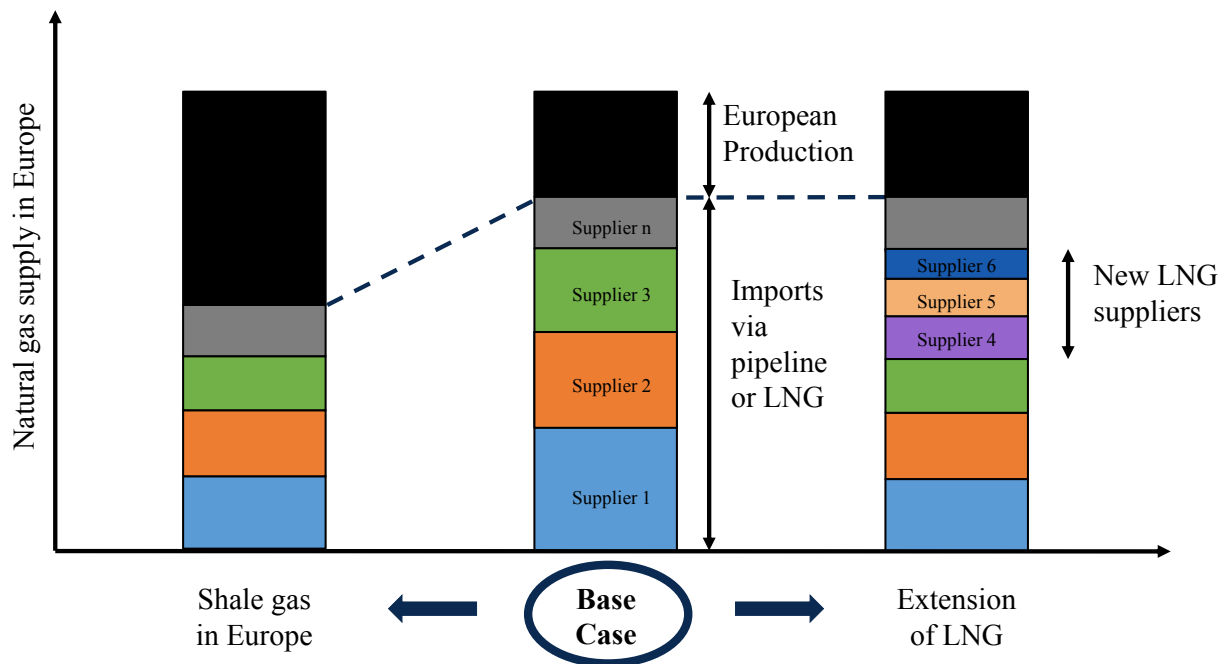 Natural gas supply in Europe
European
Production
Supplier n
Supplier 3
Supplier 2
Supplier 1
Imports
via
pipeline
or LNG
Supplier 6
Supplier 5
Supplier 4
New LNG
suppliers
Shale gas
in Europe
Base
Case
Extension
of LNG